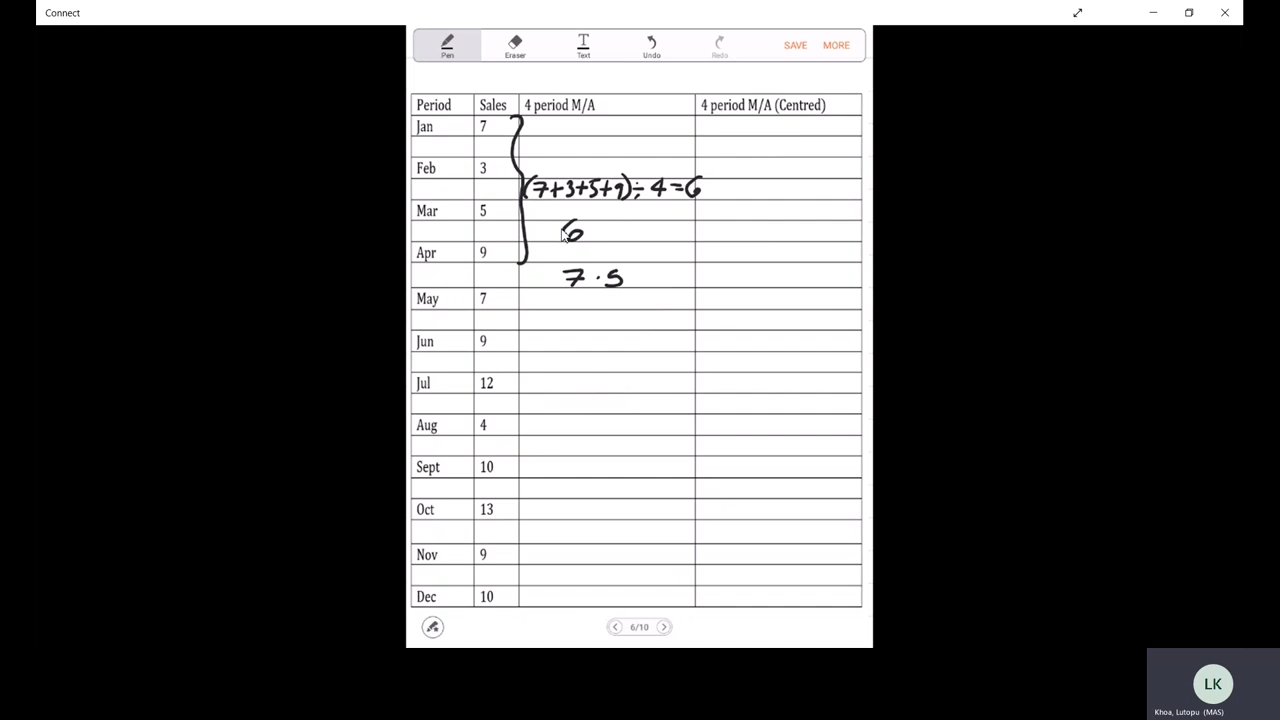 Connect
Pen Eraser Text Undo Redo SAVE MORE
Period Sales 4 period M/A 4 period M/A (Centred)
Jan 7
Feb 3
(7+3+5+9)÷4=6
Mar 5
6
Apr 9
7.5
May 7
Jun 9
Jul 12
Aug 4
Sept 10
Oct 13
Nov 9
Dec 10
6/10
LK
Khoa, Lutopu (MAS)